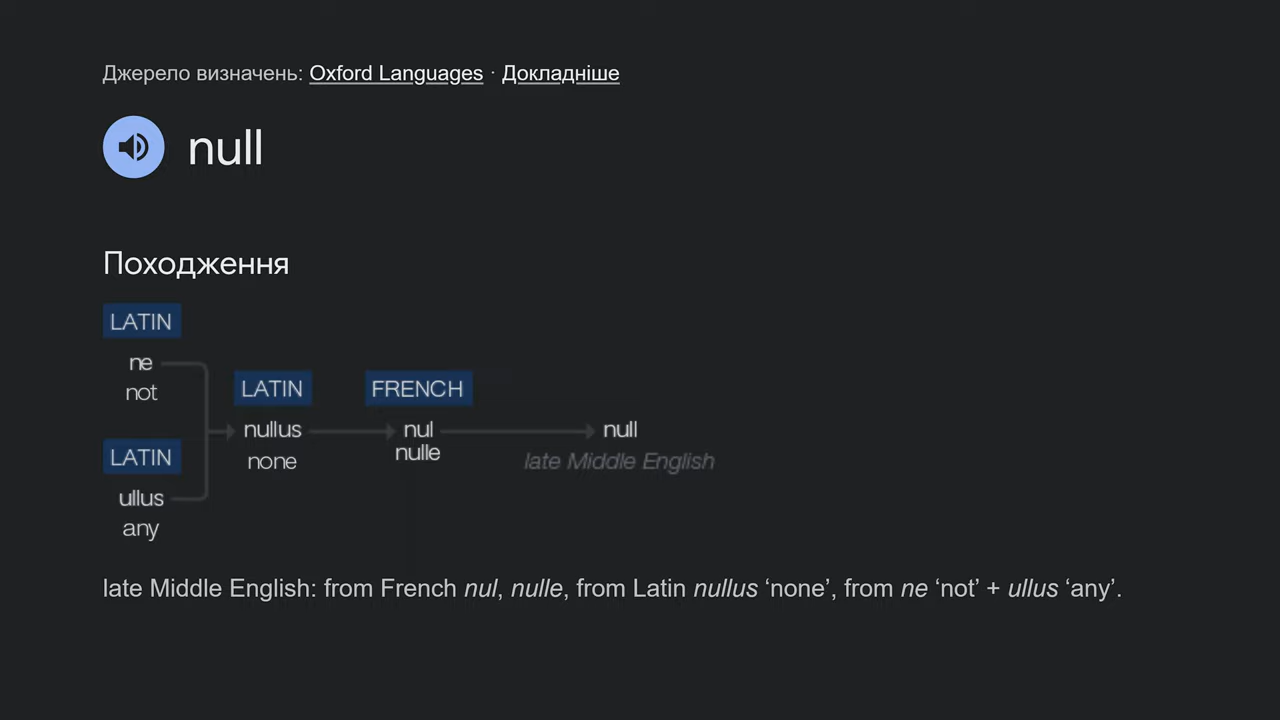 Джерело визначень: Oxford Languages · Докладніше
null
Походження
LATIN
ne
not
LATIN
ullus
any
LATIN
nullus
none
FRENCH
nul
nulle
null
late Middle English
late Middle English: from French nul, nulle, from Latin nullus ‘none’, from ne ‘not’ + ullus ‘any’.